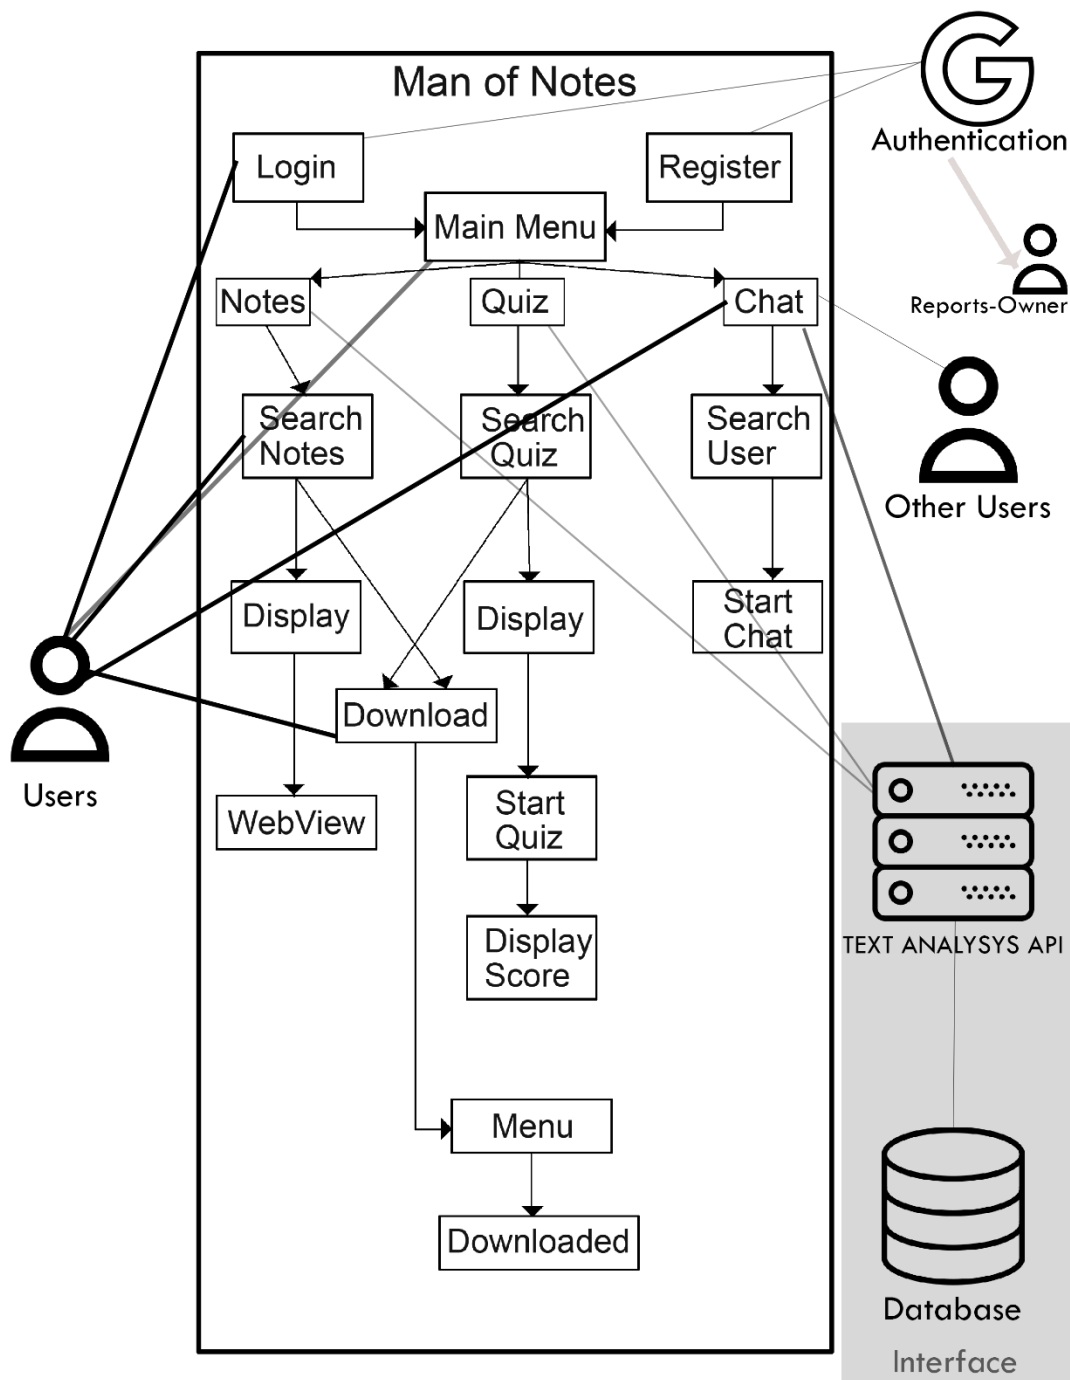 Man of Notes
Authentication
Login
Register
Main Menu
Reports-Owner
Notes
Quiz
Chat
Search
Notes
Search
Quiz
Search
User
Other Users
Display
Display
Start
Chat
Download
Users
WebView
Start
Quiz
Display
Score
TEXT ANALYSYS API
Menu
Downloaded
Database
Interface